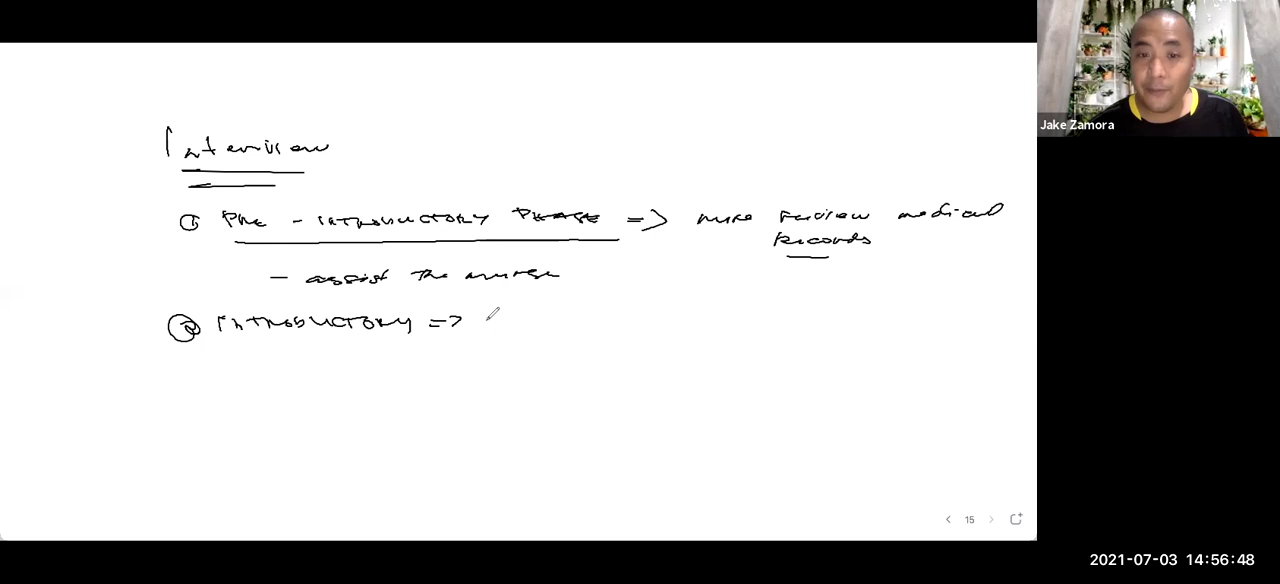 Interview
① PRE - INTRODUCTORY PHASE => nurse review medical
records
- assist the nurse
② INTRODUCTORY =>
Jake Zamora
15
2021-07-03 14:56:48